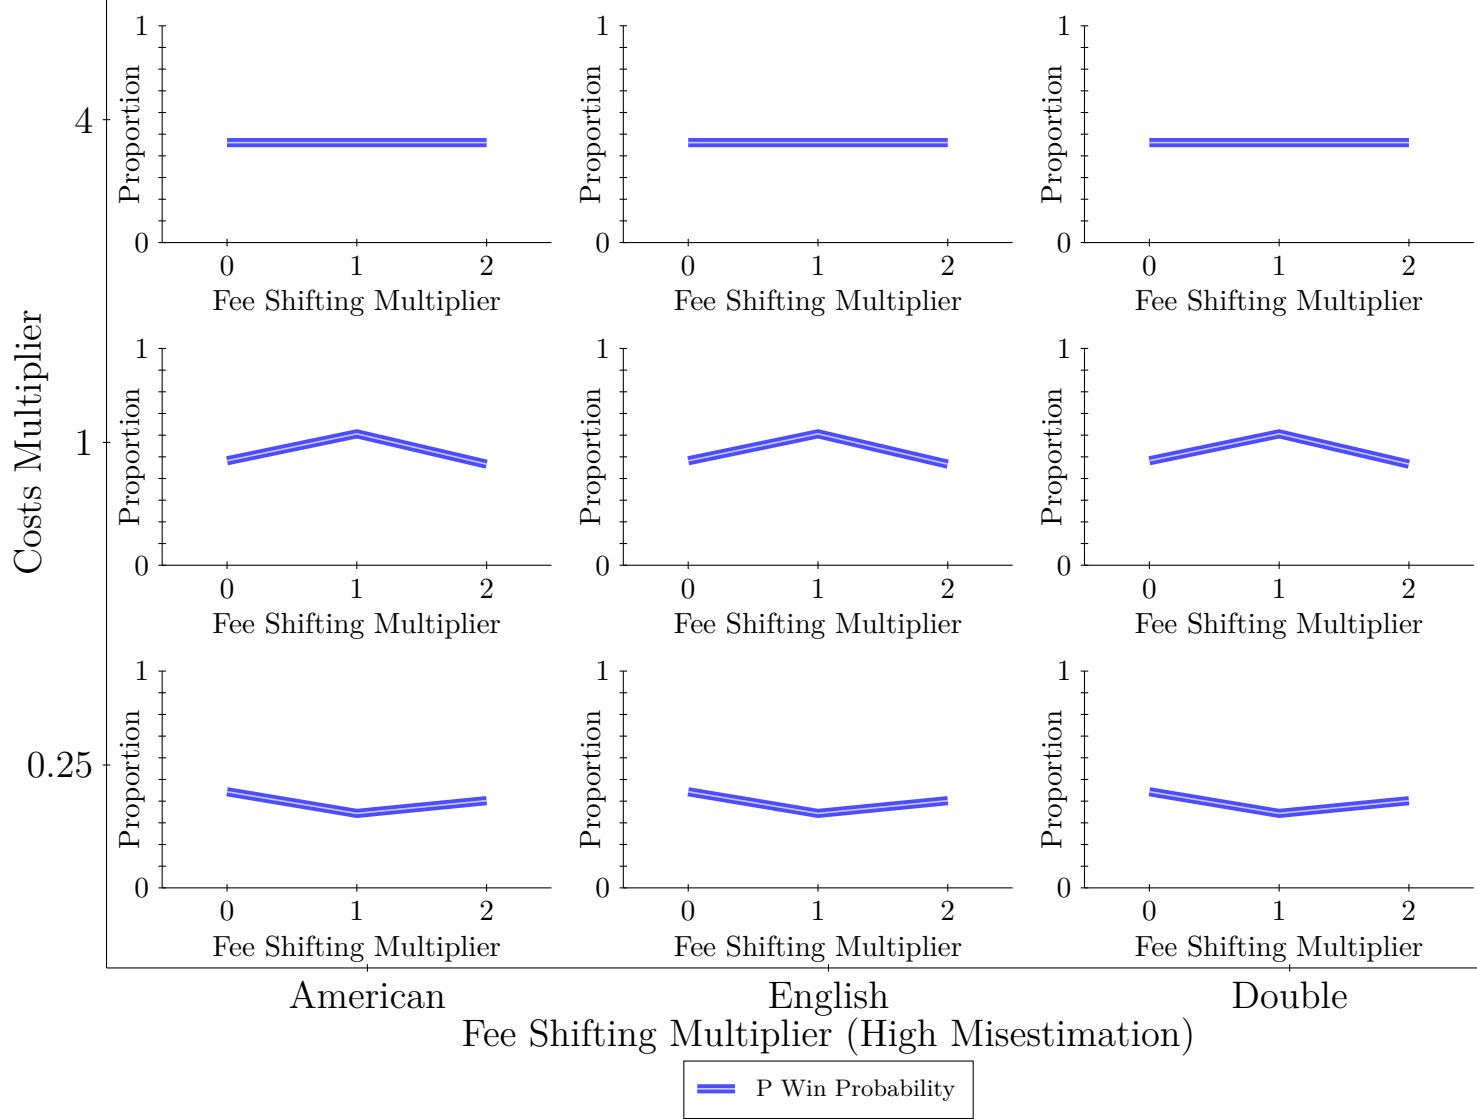 Costs Multiplier
4
1
0.25
1
Proportion
0
0 1 2
Fee Shifting Multiplier
1
Proportion
0
0 1 2
Fee Shifting Multiplier
1
Proportion
0
0 1 2
Fee Shifting Multiplier
1
Proportion
0
0 1 2
Fee Shifting Multiplier
1
Proportion
0
0 1 2
Fee Shifting Multiplier
1
Proportion
0
0 1 2
Fee Shifting Multiplier
1
Proportion
0
0 1 2
Fee Shifting Multiplier
1
Proportion
0
0 1 2
Fee Shifting Multiplier
1
Proportion
0
0 1 2
Fee Shifting Multiplier
American English Double
Fee Shifting Multiplier (High Misestimation)
P Win Probability